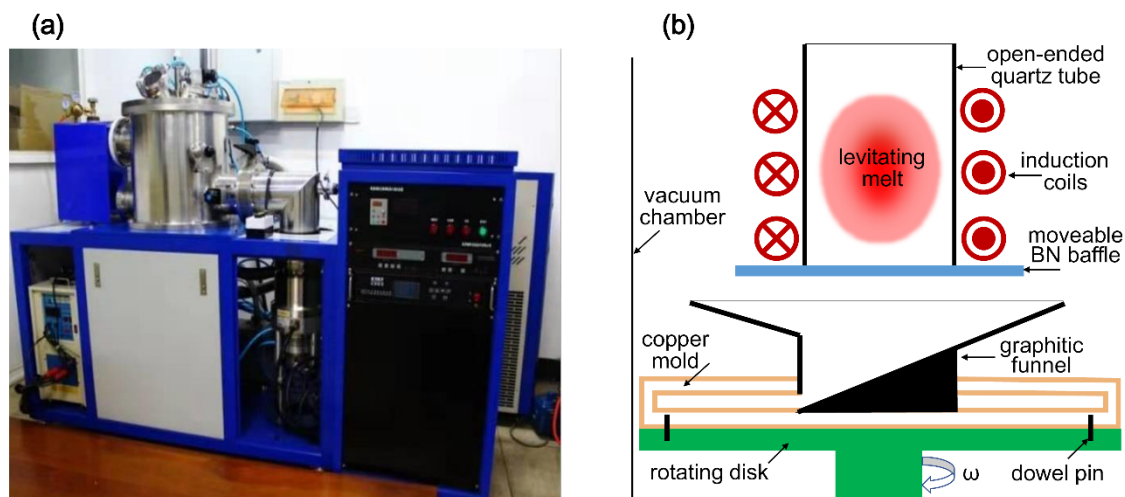 (a)
(b)
open-ended
quartz tube
levitating
melt
induction
coils
vacuum
chamber
moveable
BN baffle
copper
mold
graphitic
funnel
rotating disk
ω
dowel pin